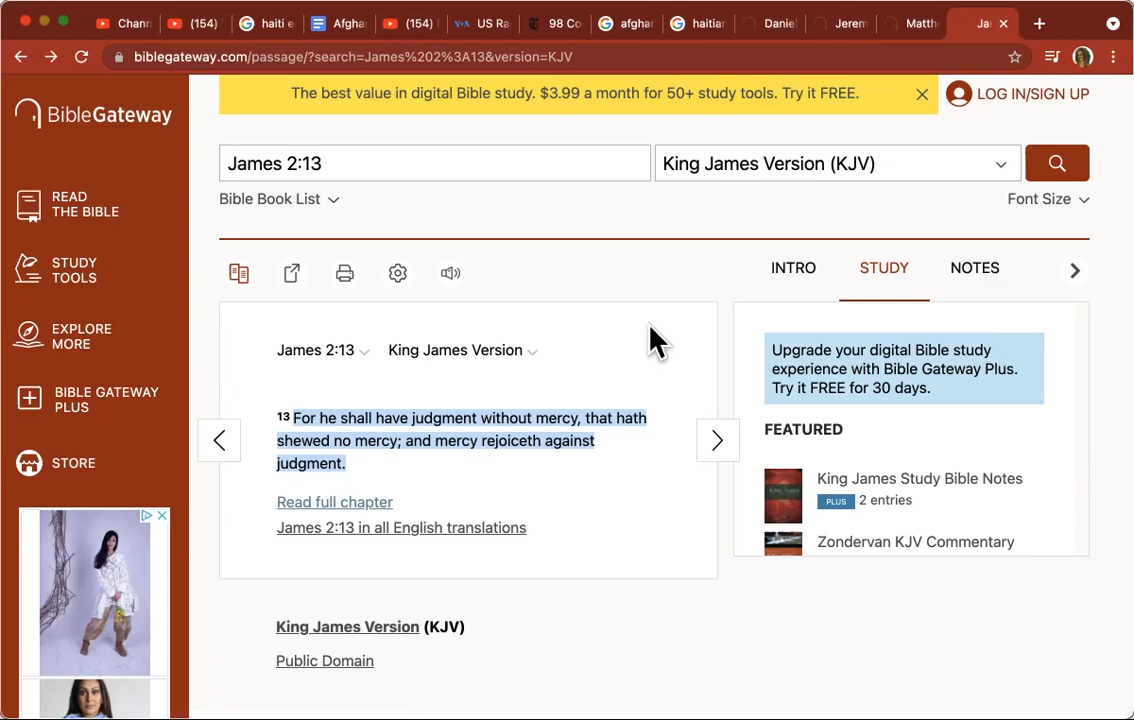 Chann
(154)
haiti e
Afghan
(154)
VOA
US Ra
98 Co
afghan
haitian
Daniel
Jerem
Matth
Ja
biblegateway.com/passage/?search=James%202%3A13&version=KJV
The best value in digital Bible study. $3.99 a month for 50+ study tools. Try it FREE.
LOG IN/SIGN UP
BibleGateway
James 2:13
King James Version (KJV)
Bible Book List
Font Size
READ
THE BIBLE
STUDY
TOOLS
EXPLORE
MORE
BIBLE GATEWAY
PLUS
STORE
INTRO
STUDY
NOTES
James 2:13
King James Version
13 For he shall have judgment without mercy, that hath
shewed no mercy; and mercy rejoiceth against
judgment.
Read full chapter
James 2:13 in all English translations
King James Version (KJV)
Public Domain
Upgrade your digital Bible study
experience with Bible Gateway Plus.
Try it FREE for 30 days.
FEATURED
King James Study Bible Notes
PLUS 2 entries
Zondervan KJV Commentary